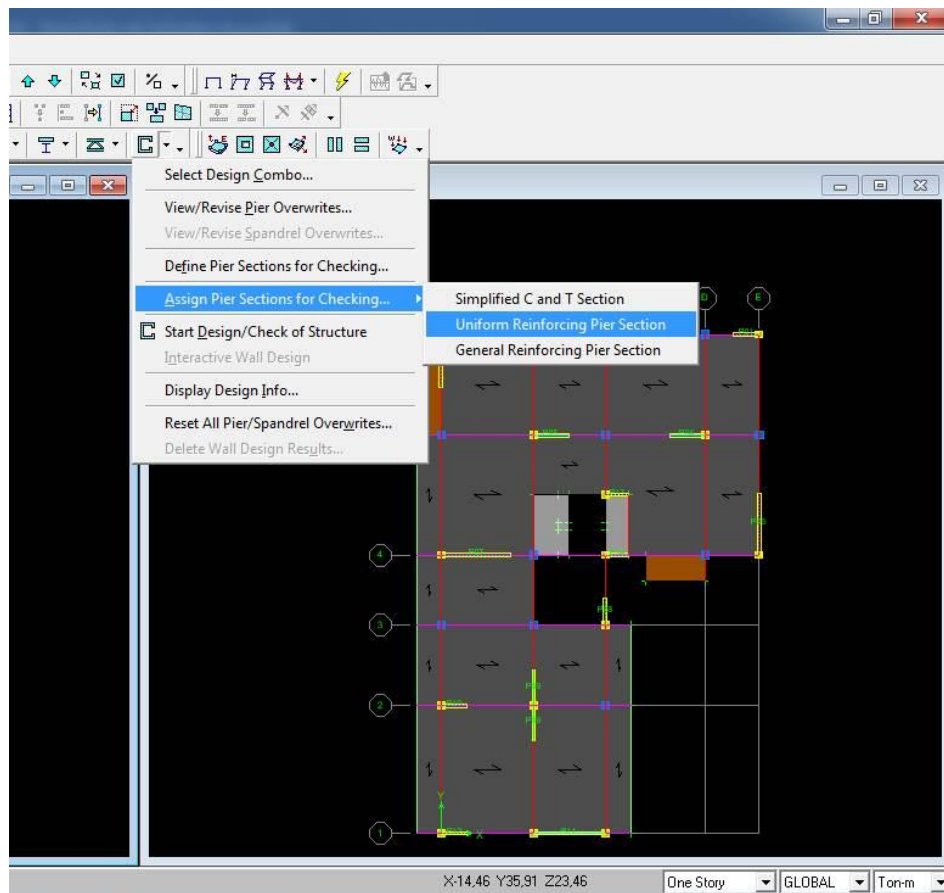 Select Design Combo...
View/Revise Pier Overwrites...
View/Revise Spandrel Overwrites...
Define Pier Sections for Checking...
Assign Pier Sections for Checking...
Simplified C and T Section
Uniform Reinforcing Pier Section
General Reinforcing Pier Section
Start Design/Check of Structure
Interactive Wall Design
Display Design Info...
Reset All Pier/Spandrel Overwrites...
Delete Wall Design Results...
D
E
4
3
2
1
Y
X
X-14,46 Y35,91 Z23,46
One Story
GLOBAL
Ton-m